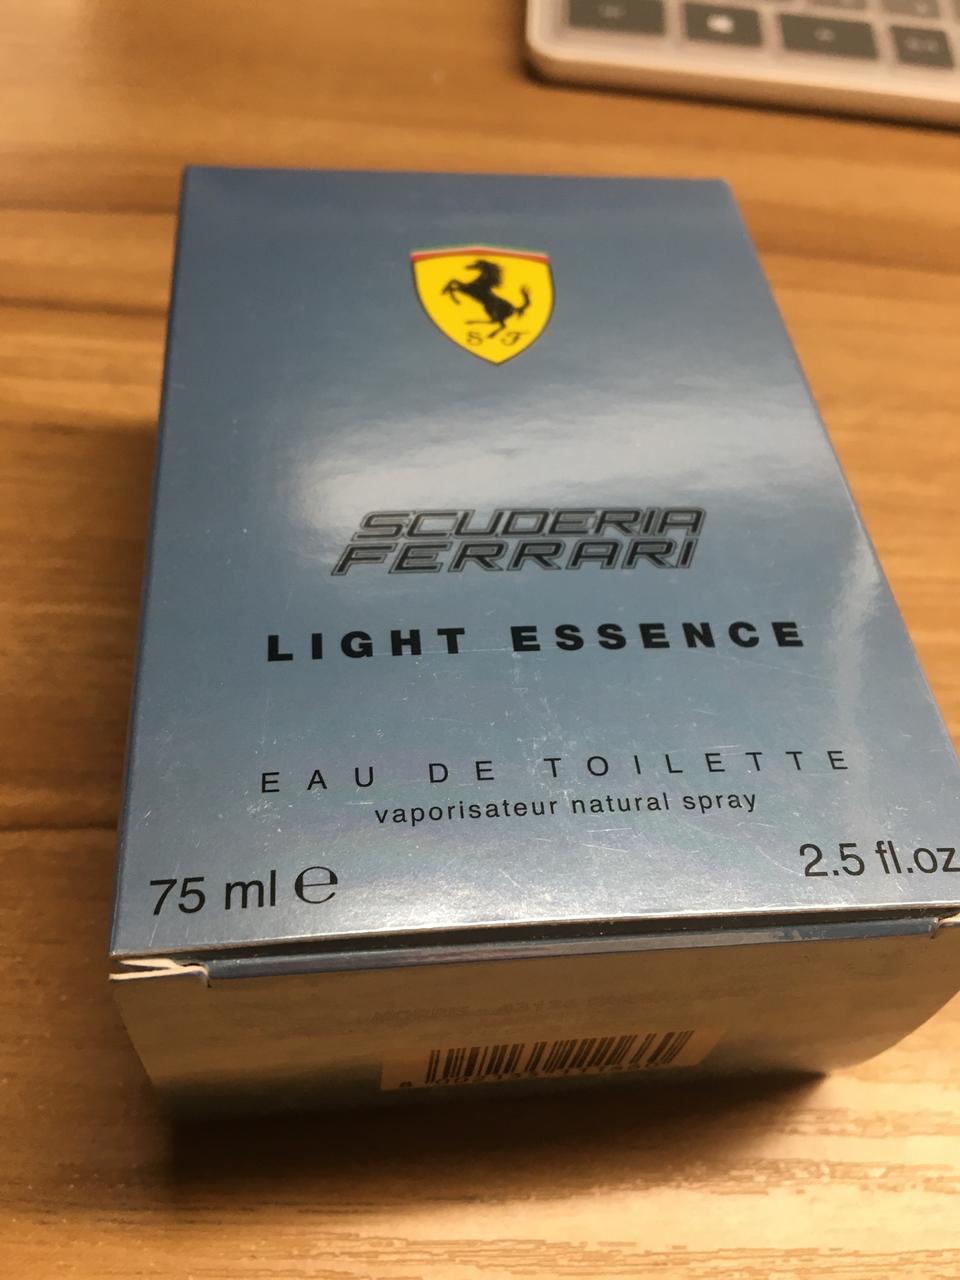 S F
SCUDERIA
FERRARI
LIGHT ESSENCE
EAU DE TOILETTE
vaporisateur natural spray
75 ml ℮
2.5 fl.oz